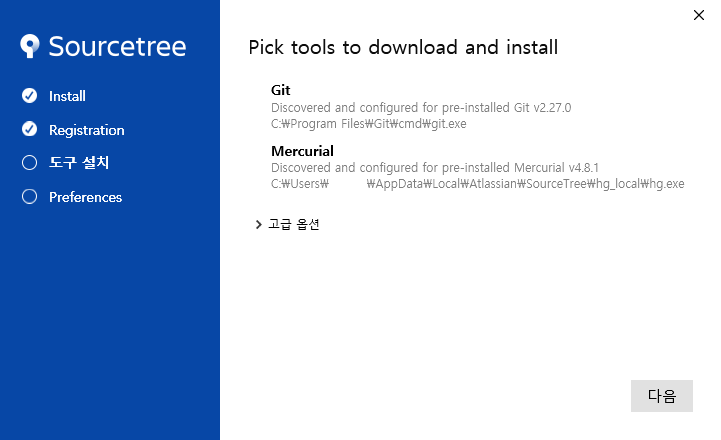 Sourcetree
Install
Registration
도구 설치
Preferences
Pick tools to download and install
Git
Discovered and configured for pre-installed Git v2.27.0
C:₩Program Files₩Git₩cmd₩git.exe
Mercurial
Discovered and configured for pre-installed Mercurial v4.8.1
C:₩Users₩ ₩AppData₩Local₩Atlassian₩SourceTree₩hg_local₩hg.exe
고급 옵션
다음